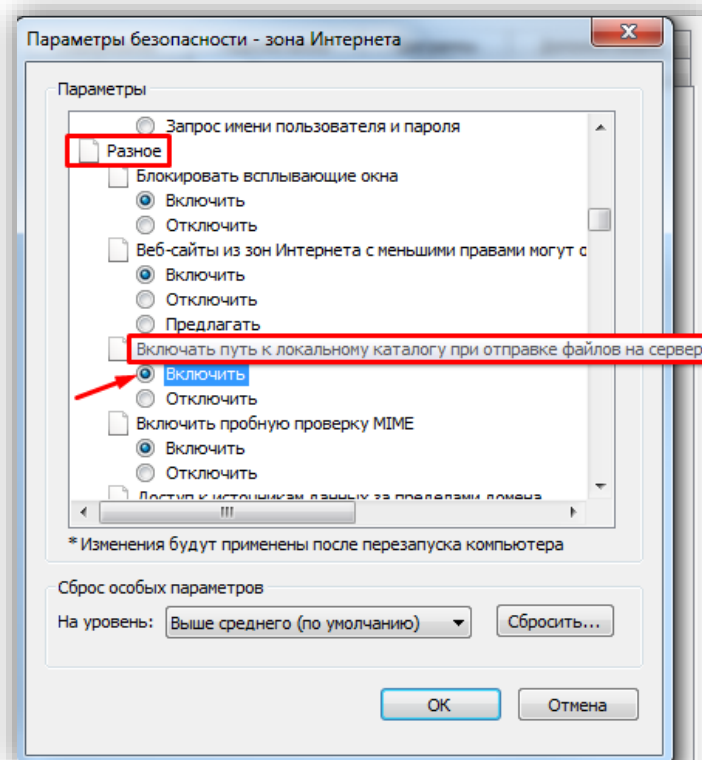 Параметры безопасности - зона Интернета
Параметры
Запрос имени пользователя и пароля
Разное
Блокировать всплывающие окна
Включить
Отключить
Веб-сайты из зон Интернета с меньшими правами могут о
Включить
Отключить
Предлагать
Включать путь к локальному каталогу при отправке файлов на сервер
Включить
Отключить
Включить пробную проверку MIME
Включить
Отключить
Доступ к источникам данных за пределами домена
* Изменения будут применены после перезапуска компьютера
Сброс особых параметров
На уровень: Выше среднего (по умолчанию) Сбросить...
ОК Отмена